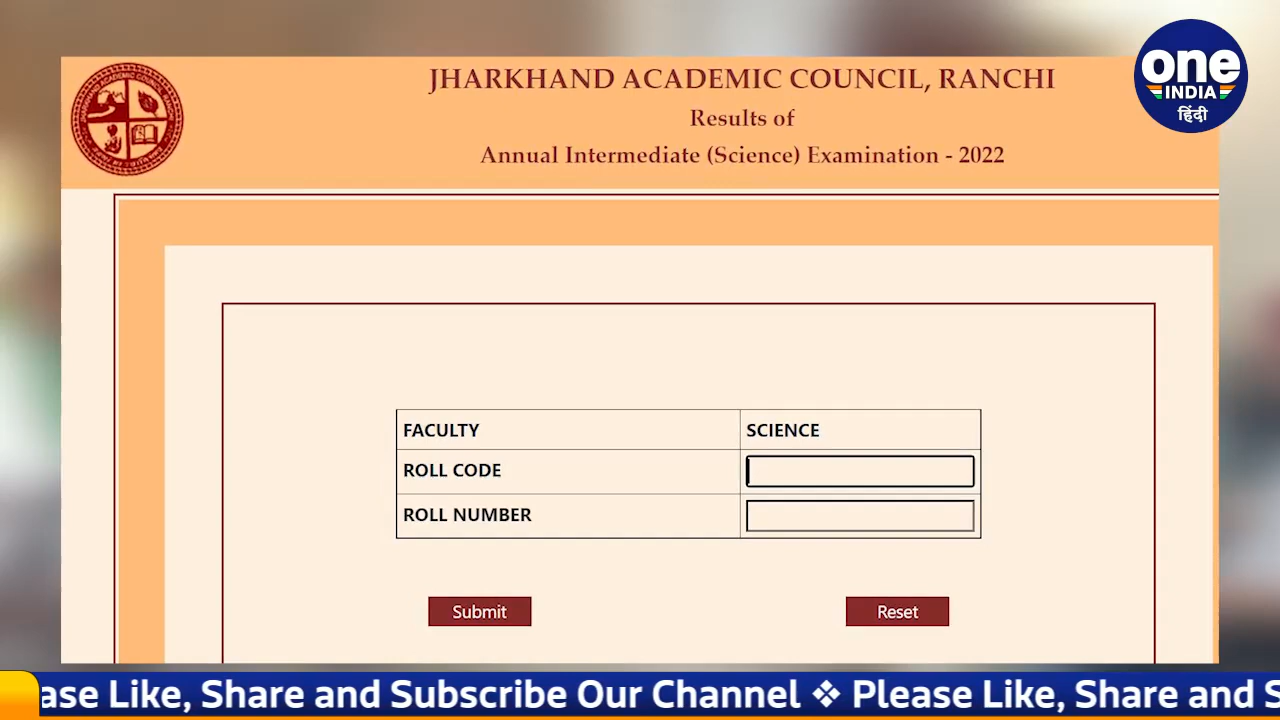 JHARKHAND ACADEMIC COUNCIL, RANCHI
Results of
Annual Intermediate (Science) Examination - 2022
one
INDIA
हिंदी
FACULTY SCIENCE
ROLL CODE
ROLL NUMBER
Submit Reset
ase Like, Share and Subscribe Our Channel ❖ Please Like, Share and S